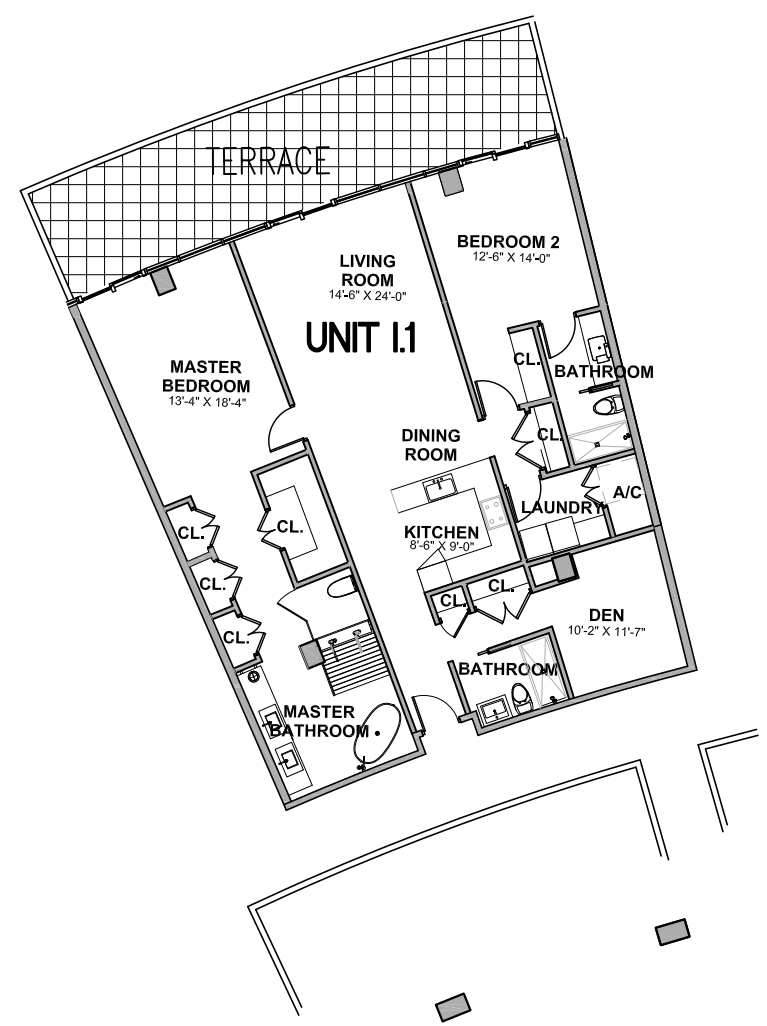 TERRACE
BEDROOM 2
12'-6" X 14'-0"
LIVING
ROOM
14'-6" X 24'-0"
UNIT I.1
CL.
BATHROOM
MASTER
BEDROOM
13'-4" X 18'-4"
DINING
ROOM
CL.
A/C
LAUNDRY
CL.
CL.
KITCHEN
8'-6" X 9'-0"
CL.
CL.
CL.
DEN
10'-2" X 11'-7"
CL.
BATHROOM
MASTER
BATHROOM